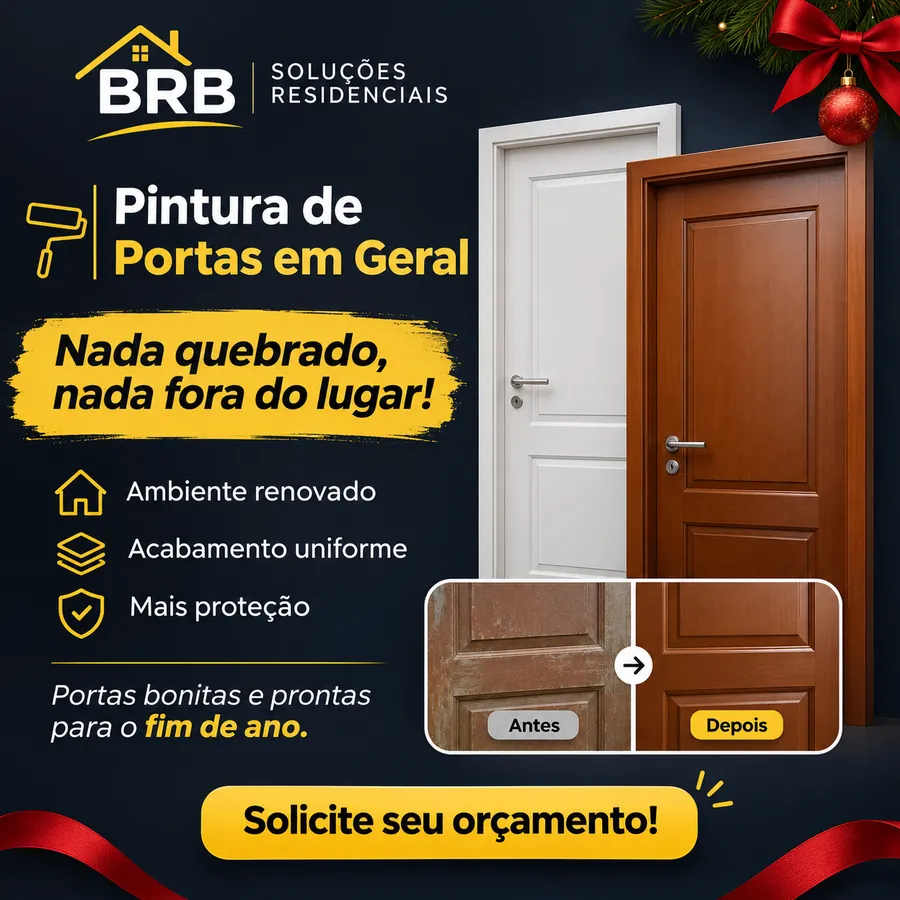 BRB
SOLUÇÕES
RESIDENCIAIS
Pintura de
Portas em Geral
Nada quebrado,
nada fora do lugar!
Ambiente renovado
Acabamento uniforme
Mais proteção
Portas bonitas e prontas
para o fim de ano.
Antes
Depois
Solicite seu orçamento!